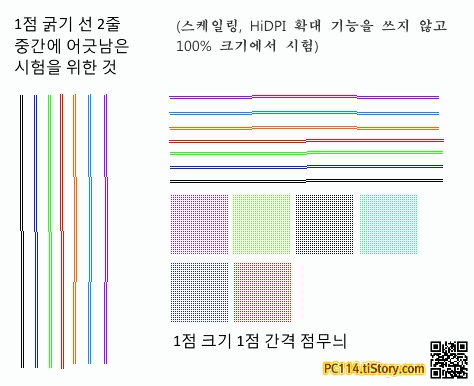 1점 굵기 선 2줄
중간에 어긋남은
시험을 위한 것
(스케일링, HiDPI 확대 기능을 쓰지 않고
100% 크기에서 시험)
1점 크기 1점 간격 점무늬
PC114.tiStory.com